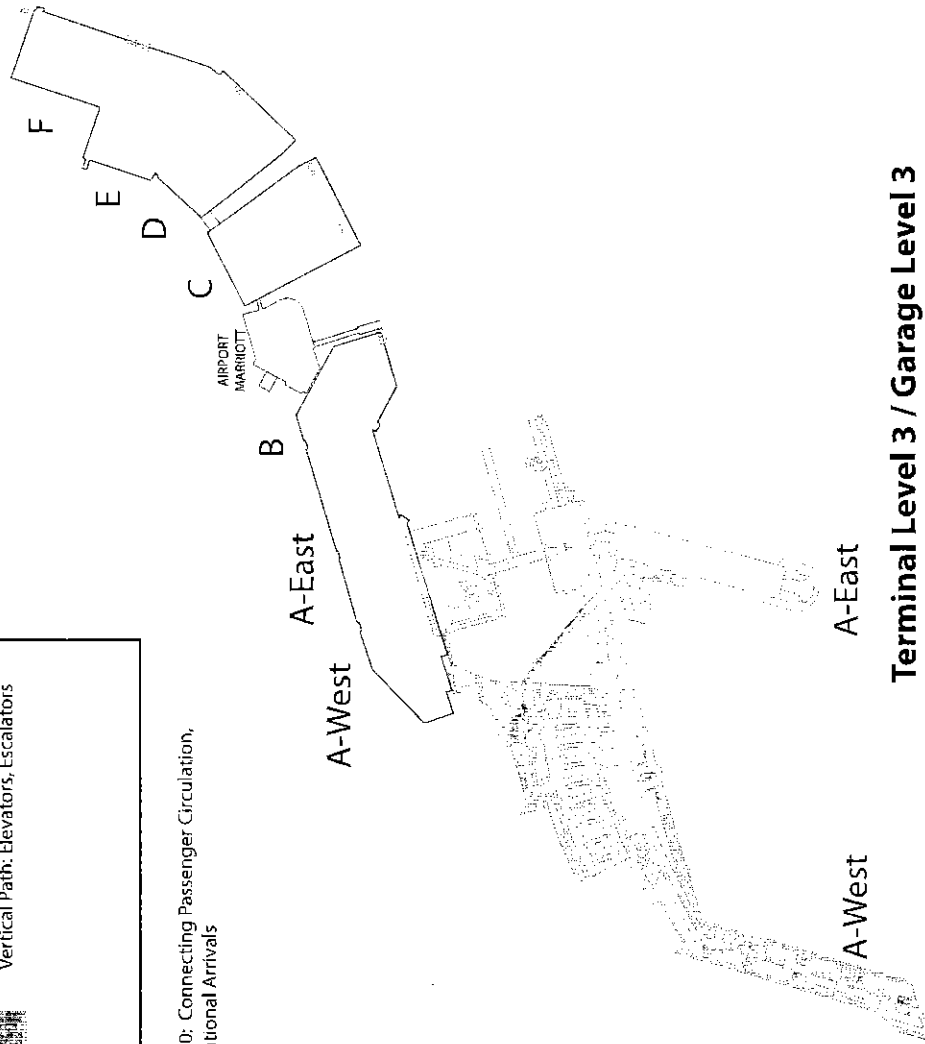 Vertical Path: Elevators, Escalators
0: Connecting Passenger Circulation,
tional Arrivals
A-West
A-East
B
AIRPORT
MARRIOTT
C
D
E
F
A-West
A-East
Terminal Level 3 / Garage Level 3